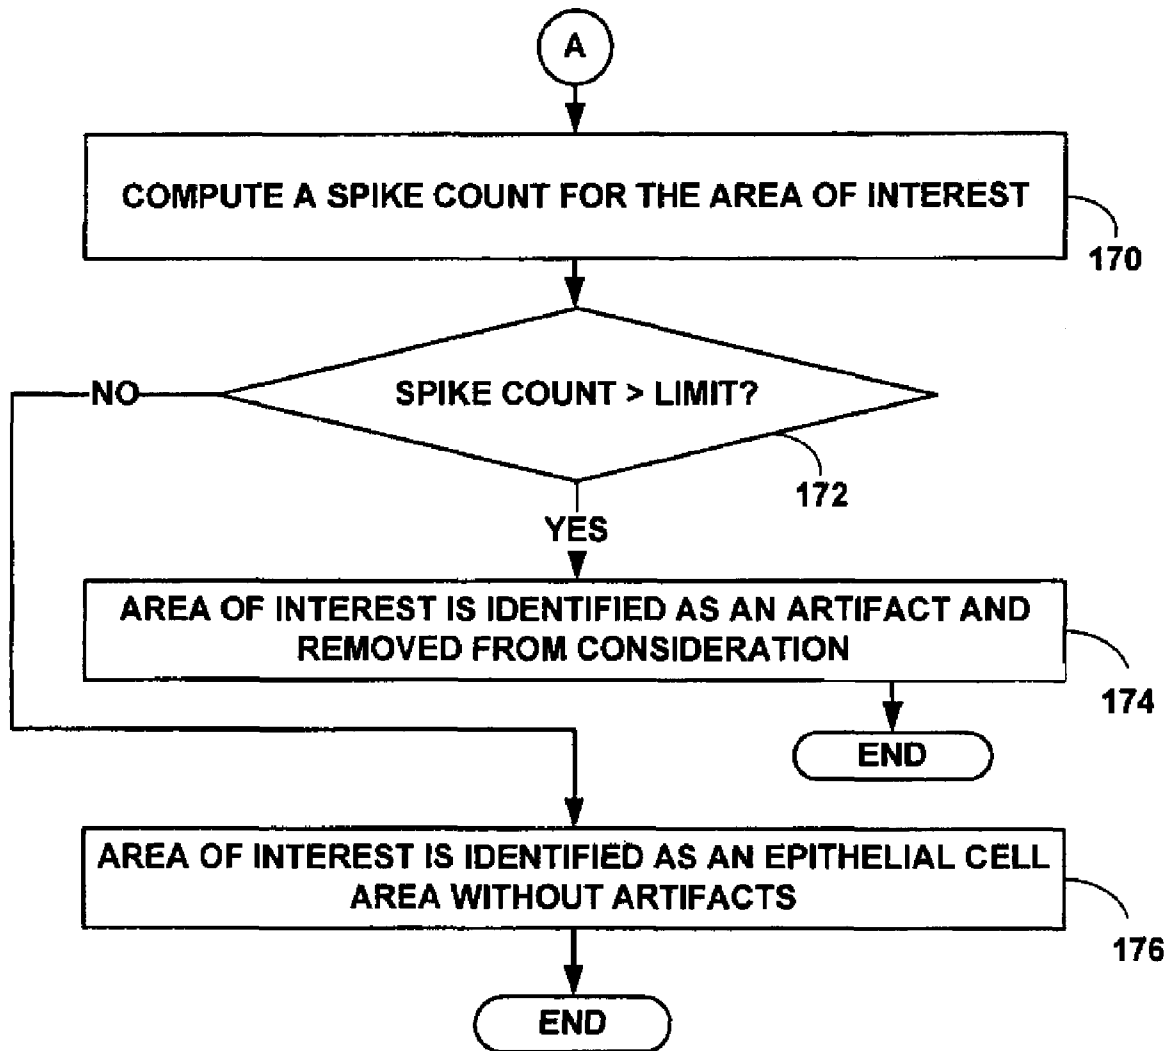 A
COMPUTE A SPIKE COUNT FOR THE AREA OF INTEREST
170
SPIKE COUNT > LIMIT?
NO
172
YES
AREA OF INTEREST IS IDENTIFIED AS AN ARTIFACT AND
REMOVED FROM CONSIDERATION
174
END
AREA OF INTEREST IS IDENTIFIED AS AN EPITHELIAL CELL
AREA WITHOUT ARTIFACTS
176
END